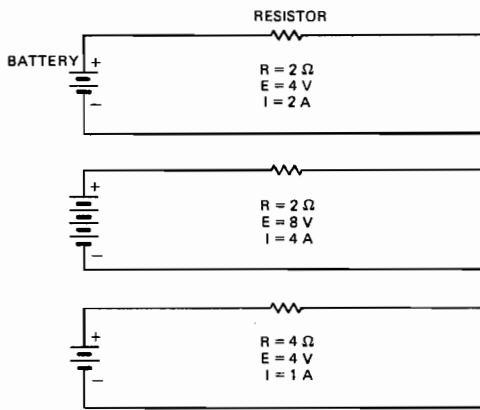 RESISTOR
BATTERY
+
R = 2 Ω
E = 4 V
I = 2 A
−
+
R = 2 Ω
E = 8 V
I = 4 A
−
+
R = 4 Ω
E = 4 V
I = 1 A
−